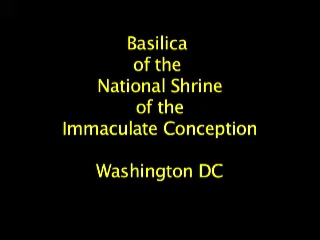 Basilica
of the
National Shrine
of the
Immaculate Conception
Washington DC